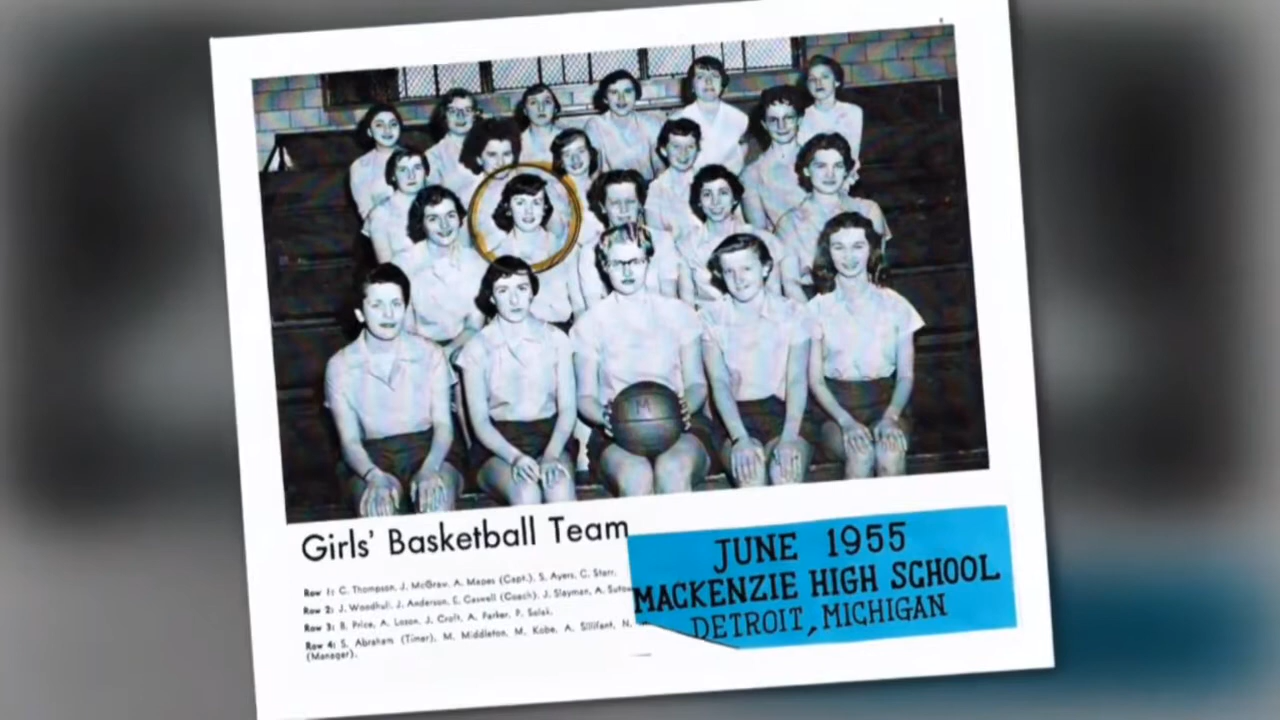 M
Girls' Basketball Team
Row 1: C. Thompson, J. McGraw, A. Mapes (Capt.), S. Ayers, C. Starr.
Row 2: J. Woodhull, J. Anderson, E. Caswell (Coach), J. Slayman, A.
Row 3: B. Price, A. Lozon, J. Croft, A. Parker, P. Solak.
Row 4: S. Abraham (Timer), M. Middleton, M. Kobe, A. Sillifant, N.
(Manager).
JUNE 1955
MACKENZIE HIGH SCHOOL
DETROIT, MICHIGAN